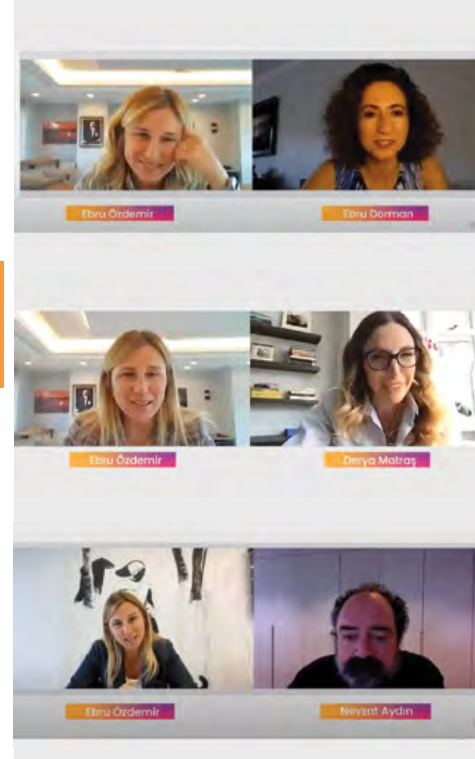 Ebru Özdemir
Ebru Dorman
Ebru Özdemir
Derya Matraş
Ebru Özdemir
Nevzat Aydın